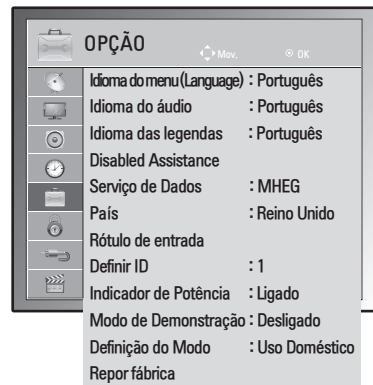 OPÇÃO
Mov. OK
Idioma do menu (Language) : Português
Idioma do áudio : Português
Idioma das legendas : Português
Disabled Assistance
Serviço de Dados : MHEG
País : Reino Unido
Rótulo de entrada
Definir ID : 1
Indicador de Potência : Ligado
Modo de Demonstração : Desligado
Definição do Modo : Uso Doméstico
Repor fábrica